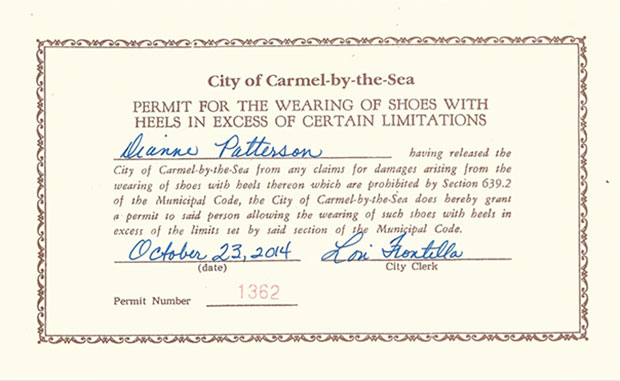 City of Carmel-by-the-Sea
PERMIT FOR THE WEARING OF SHOES WITH
HEELS IN EXCESS OF CERTAIN LIMITATIONS
Dianne Patterson having released the
City of Carmel-by-the-Sea from any claims for damages arising from the
wearing of shoes with heels thereon which are prohibited by Section 639.2
of the Municipal Code, the City of Carmel-by-the-Sea does hereby grant
a permit to said person allowing the wearing of such shoes with heels in
excess of the limits set by said section of the Municipal Code.
October 23, 2014 Lori Frontella
(date) City Clerk
Permit Number 1362